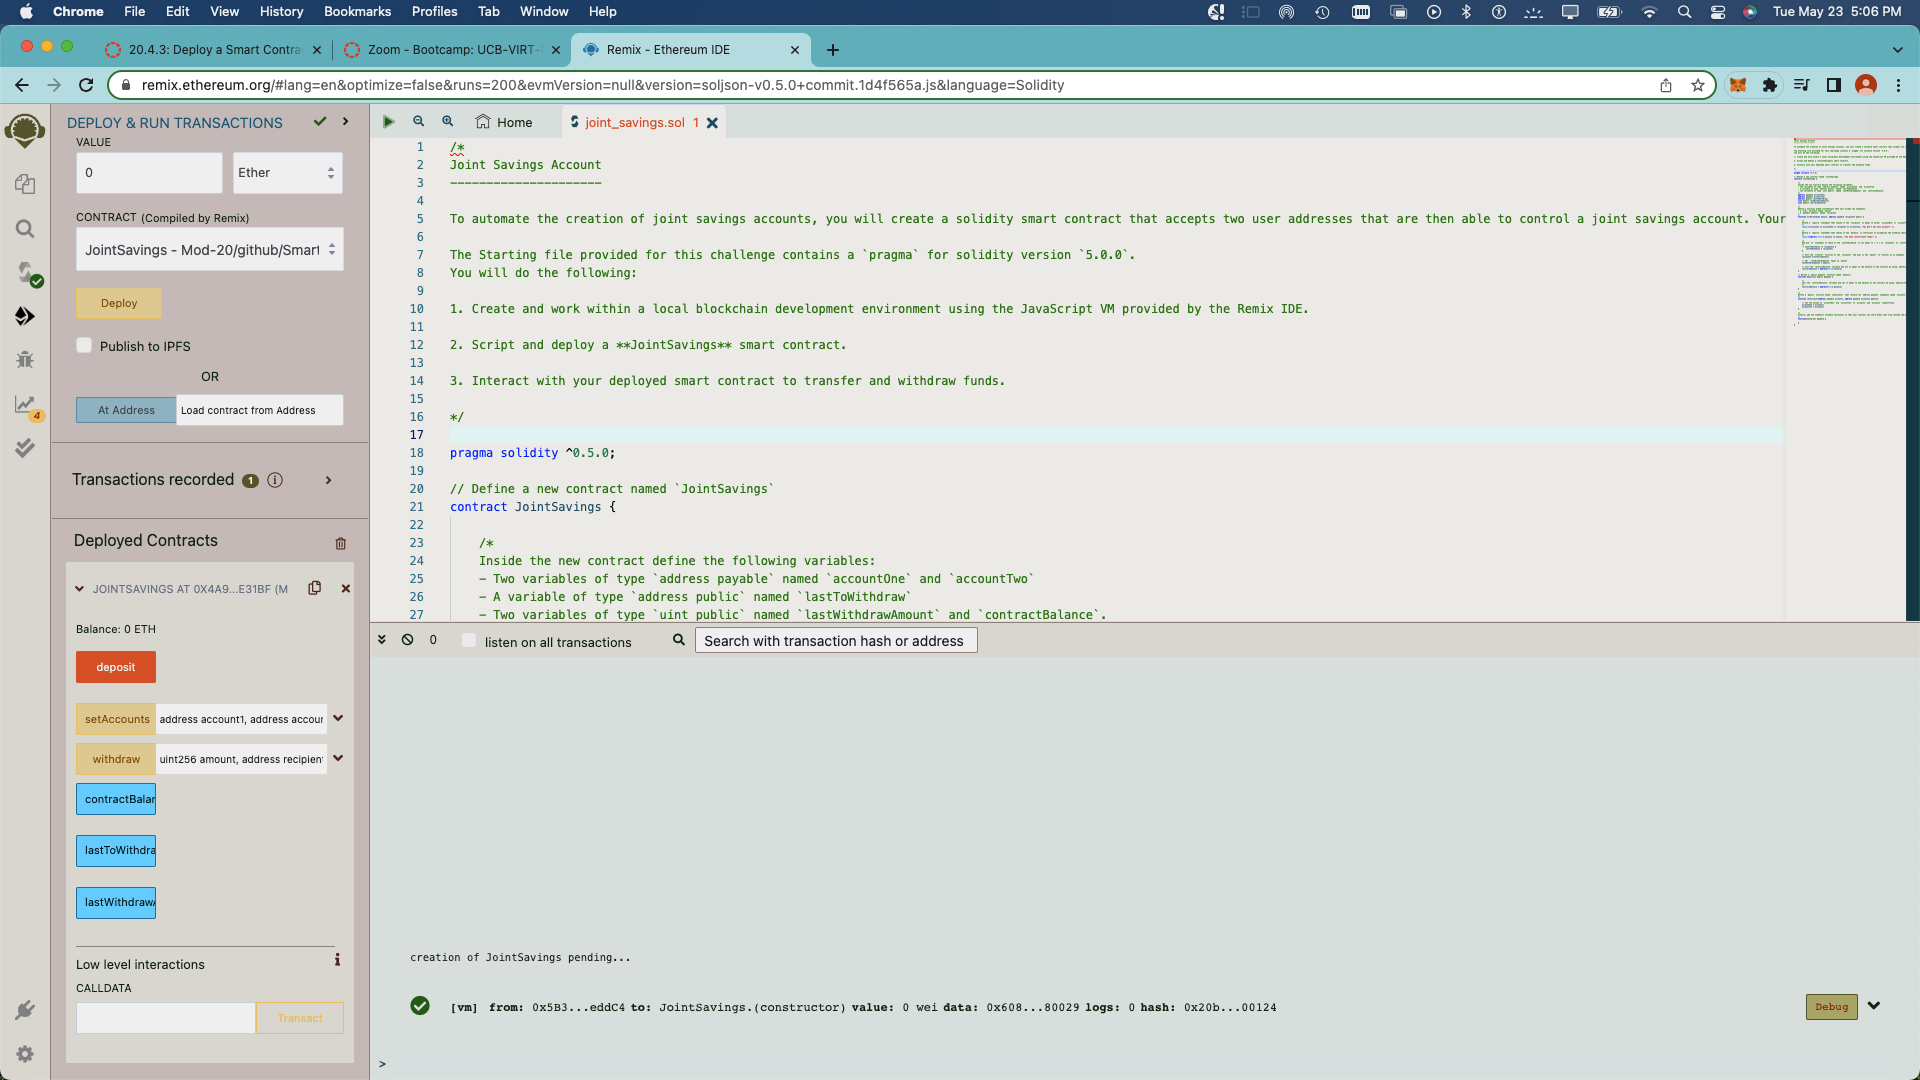 Chrome File Edit View History Bookmarks Profiles Tab Window Help Tue May 23 5:06 PM
20.4.3: Deploy a Smart Contra
Zoom - Bootcamp: UCB-VIRT-
Remix - Ethereum IDE
remix.ethereum.org/#lang=en&optimize=false&runs=200&evmVersion=null&version=soljson-v0.5.0+commit.1d4f565a.js&language=Solidity
DEPLOY & RUN TRANSACTIONS
VALUE
0 Ether
CONTRACT (Compiled by Remix)
JointSavings - Mod-20/github/Smart
Deploy
Publish to IPFS
OR
At Address Load contract from Address
4
Transactions recorded 1
Deployed Contracts
JOINTSAVINGS AT 0X4A9...E31BF (M
Balance: 0 ETH
deposit
setAccounts address account1, address accour
withdraw uint256 amount, address recipient
contractBalar
lastToWithdra
lastWithdraw
Low level interactions
CALLDATA
Transact
Home
joint_savings.sol 1
1 /*
2 Joint Savings Account
3 ---------------------
4
5 To automate the creation of joint savings accounts, you will create a solidity smart contract that accepts two user addresses that are then able to control a joint savings account. Your
6
7 The Starting file provided for this challenge contains a `pragma` for solidity version `5.0.0`.
8 You will do the following:
9
10 1. Create and work within a local blockchain development environment using the JavaScript VM provided by the Remix IDE.
11
12 2. Script and deploy a **JointSavings** smart contract.
13
14 3. Interact with your deployed smart contract to transfer and withdraw funds.
15
16 */
17
18 pragma solidity ^0.5.0;
19
20 // Define a new contract named `JointSavings`
21 contract JointSavings {
22
23 /*
24 Inside the new contract define the following variables:
25 - Two variables of type `address payable` named `accountOne` and `accountTwo`
26 - A variable of type `address public` named `lastToWithdraw`
27 - Two variables of type `uint public` named `lastWithdrawAmount` and `contractBalance`.
0 listen on all transactions Search with transaction hash or address
creation of JointSavings pending...
[vm] from: 0x5B3...eddC4 to: JointSavings.(constructor) value: 0 wei data: 0x608...80029 logs: 0 hash: 0x20b...00124
Debug
>